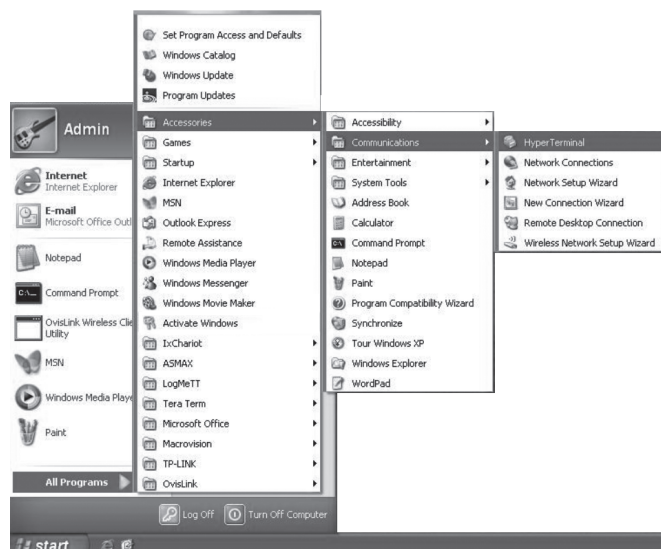 Admin
Internet
Internet Explorer
E-mail
Microsoft Office Outl
Notepad
C:\_
Command Prompt
OvisLink Wireless Clie
Utility
MSN
Windows Media Playe
Paint
All Programs
Set Program Access and Defaults
Windows Catalog
Windows Update
Program Updates
Accessories
Games
Startup
Internet Explorer
MSN
Outlook Express
Remote Assistance
Windows Media Player
Windows Messenger
Windows Movie Maker
Activate Windows
IxChariot
ASMAX
LogMeTT
Tera Term
Microsoft Office
Macrovision
TP-LINK
OvisLink
Accessibility
Communications
Entertainment
System Tools
Address Book
Calculator
Command Prompt
Notepad
Paint
Program Compatibility Wizard
Synchronize
Tour Windows XP
Windows Explorer
WordPad
HyperTerminal
Network Connections
Network Setup Wizard
New Connection Wizard
Remote Desktop Connection
Wireless Network Setup Wizard
Log Off
Turn Off Computer
start